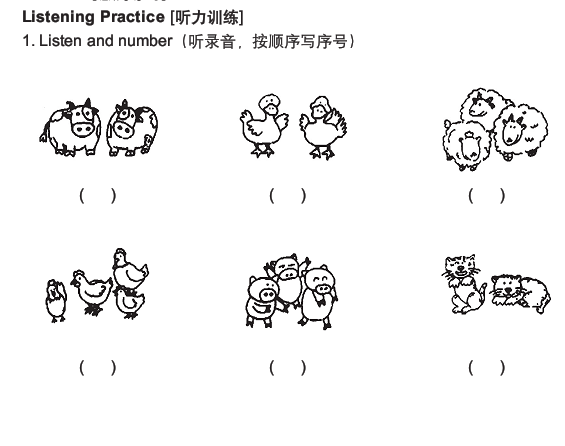 Listening Practice [听力训练]
1. Listen and number（听录音，按顺序写序号）
(    ) (    ) (    )
(    ) (    ) (    )